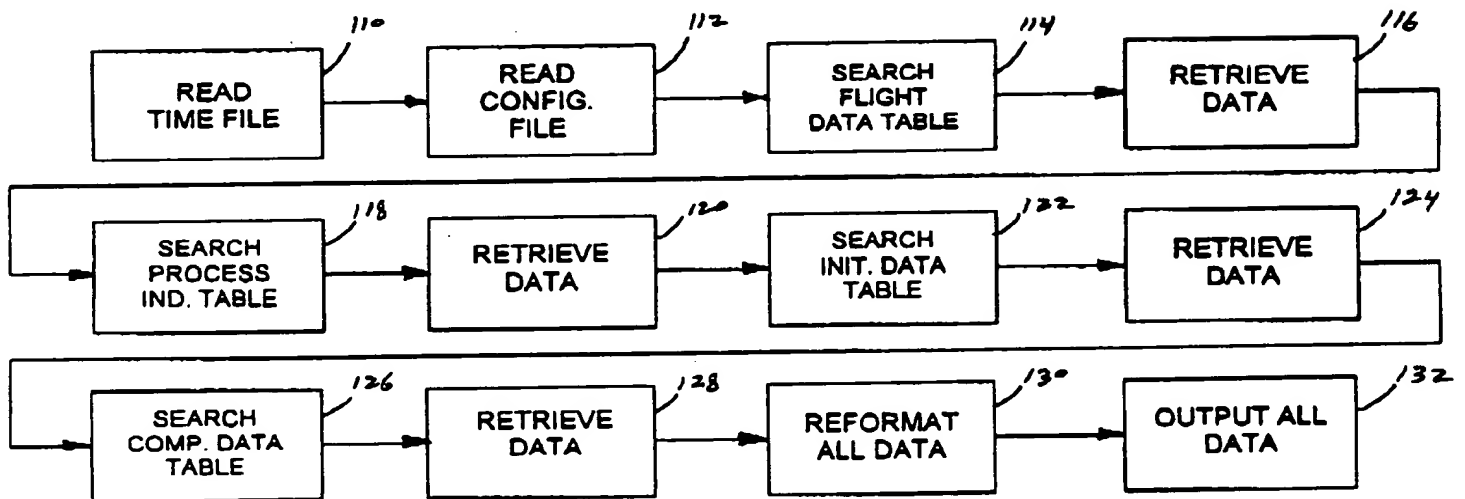 110
READ
TIME FILE
112
READ
CONFIG.
FILE
114
SEARCH
FLIGHT
DATA TABLE
116
RETRIEVE
DATA
118
SEARCH
PROCESS
IND. TABLE
120
RETRIEVE
DATA
122
SEARCH
INIT. DATA
TABLE
124
RETRIEVE
DATA
126
SEARCH
COMP. DATA
TABLE
128
RETRIEVE
DATA
130
REFORMAT
ALL DATA
132
OUTPUT ALL
DATA